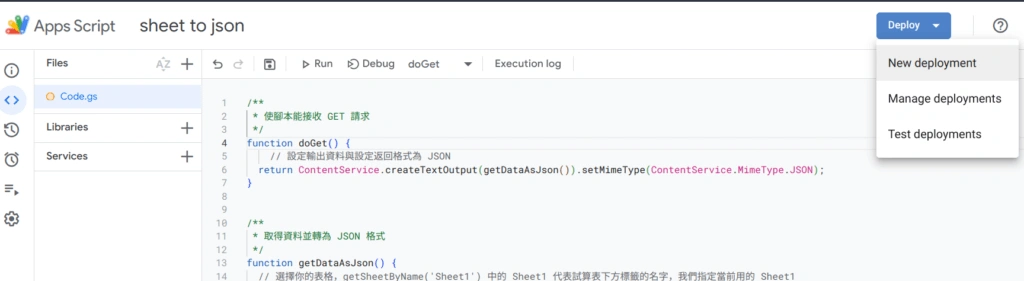 Apps Script
sheet to json
Deploy
Files
AZ
Run
Debug
doGet
Execution log
New deployment
Manage deployments
Test deployments
Code.gs
Libraries
Services
1 /**
2 * 使腳本能接收 GET 請求
3 */
4 function doGet() {
5 // 設定輸出資料與設定返回格式為 JSON
6 return ContentService.createTextOutput(getDataAsJson()).setMimeType(ContentService.MimeType.JSON);
7 }
8
9
10 /**
11 * 取得資料並轉為 JSON 格式
12 */
13 function getDataAsJson() {
14 // 選擇你的表格，getSheetByName('Sheet1') 中的 Sheet1 代表試算表下方標籤的名字，我們指定當前用的 Sheet1